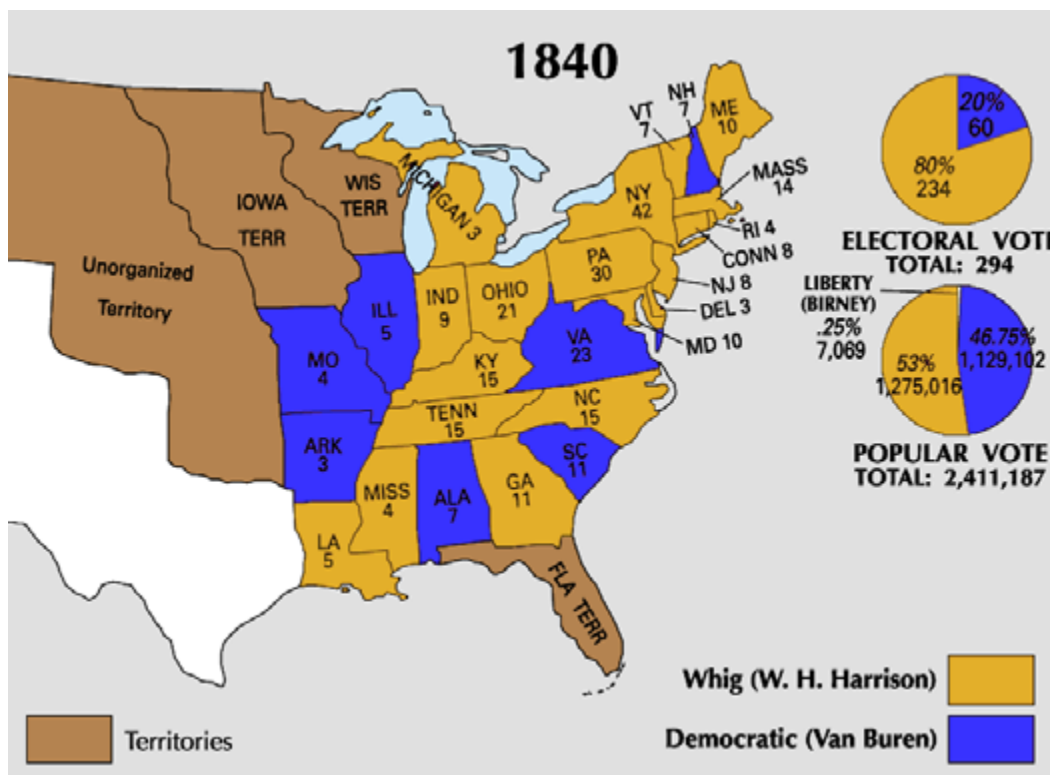 1840
VT
7
NH
7
ME
10
MASS
14
NY
42
RI 4
CONN 8
NJ 8
DEL 3
MD 10
PA
30
MICHIGAN 3
WIS
TERR
IOWA
TERR
Unorganized
Territory
ILL
5
IND
9
OHIO
21
VA
23
KY
15
MO
4
NC
15
TENN
15
ARK
3
SC
11
MISS
4
ALA
7
GA
11
LA
5
FLA TERR
20%
60
80%
234
ELECTORAL VOTE
TOTAL: 294
LIBERTY
(BIRNEY)
.25%
7,069
46.75%
1,129,102
53%
1,275,016
POPULAR VOTE
TOTAL: 2,411,187
Whig (W. H. Harrison)
Democratic (Van Buren)
Territories